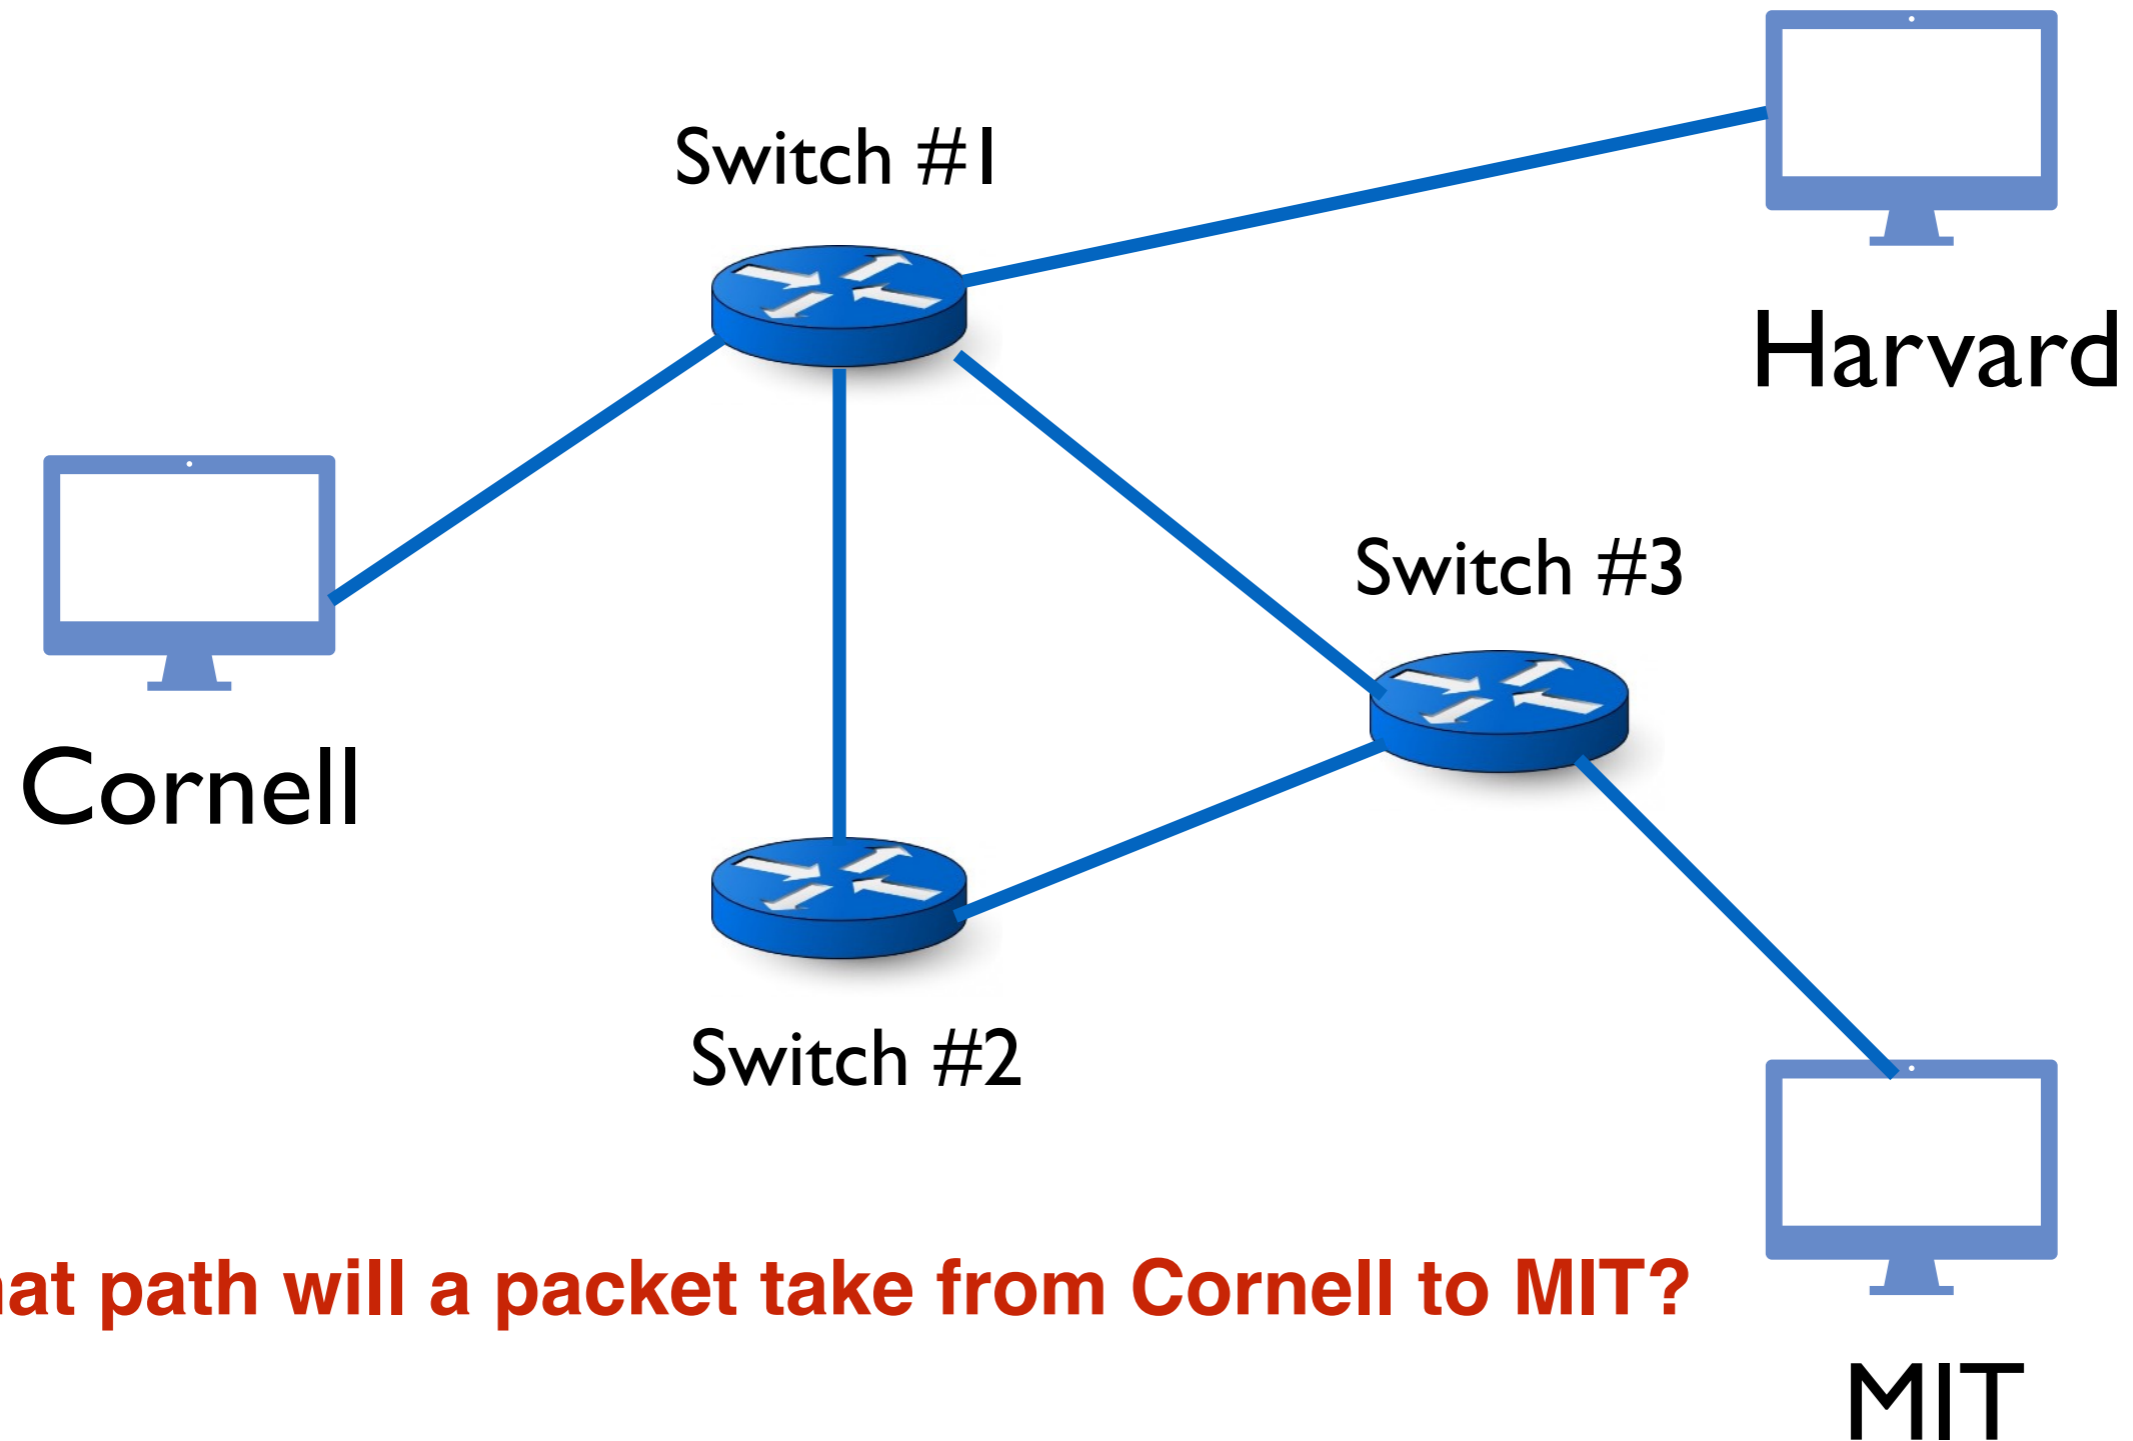 Switch #1
Harvard
Switch #3
Cornell
Switch #2
at path will a packet take from Cornell to MIT?
MIT